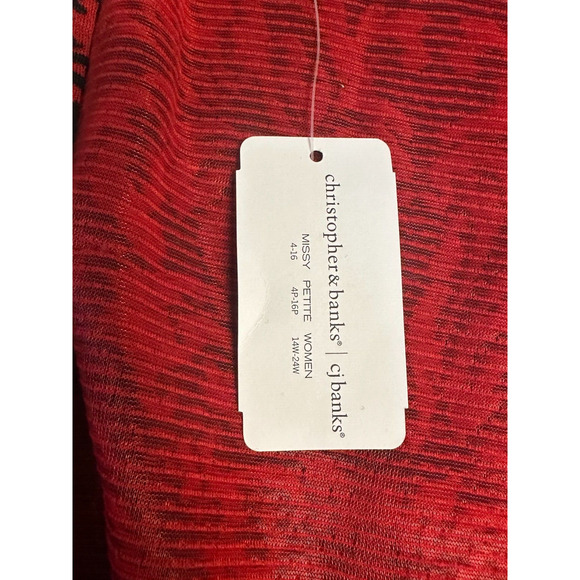 christopher & banks® | cj banks®
MISSY PETITE WOMEN
4-16 4P-16P 14W-24W